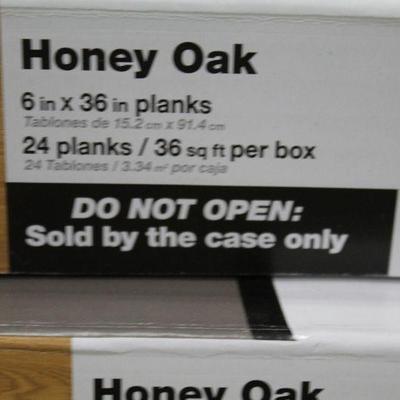 Honey Oak
6 in X 36 in planks
Tablones de 15.2 cm x 91.4 cm
24 planks / 36 sq ft per box
24 Tablones / 3.34 m² por caja
DO NOT OPEN:
Sold by the case only
Honey Oak